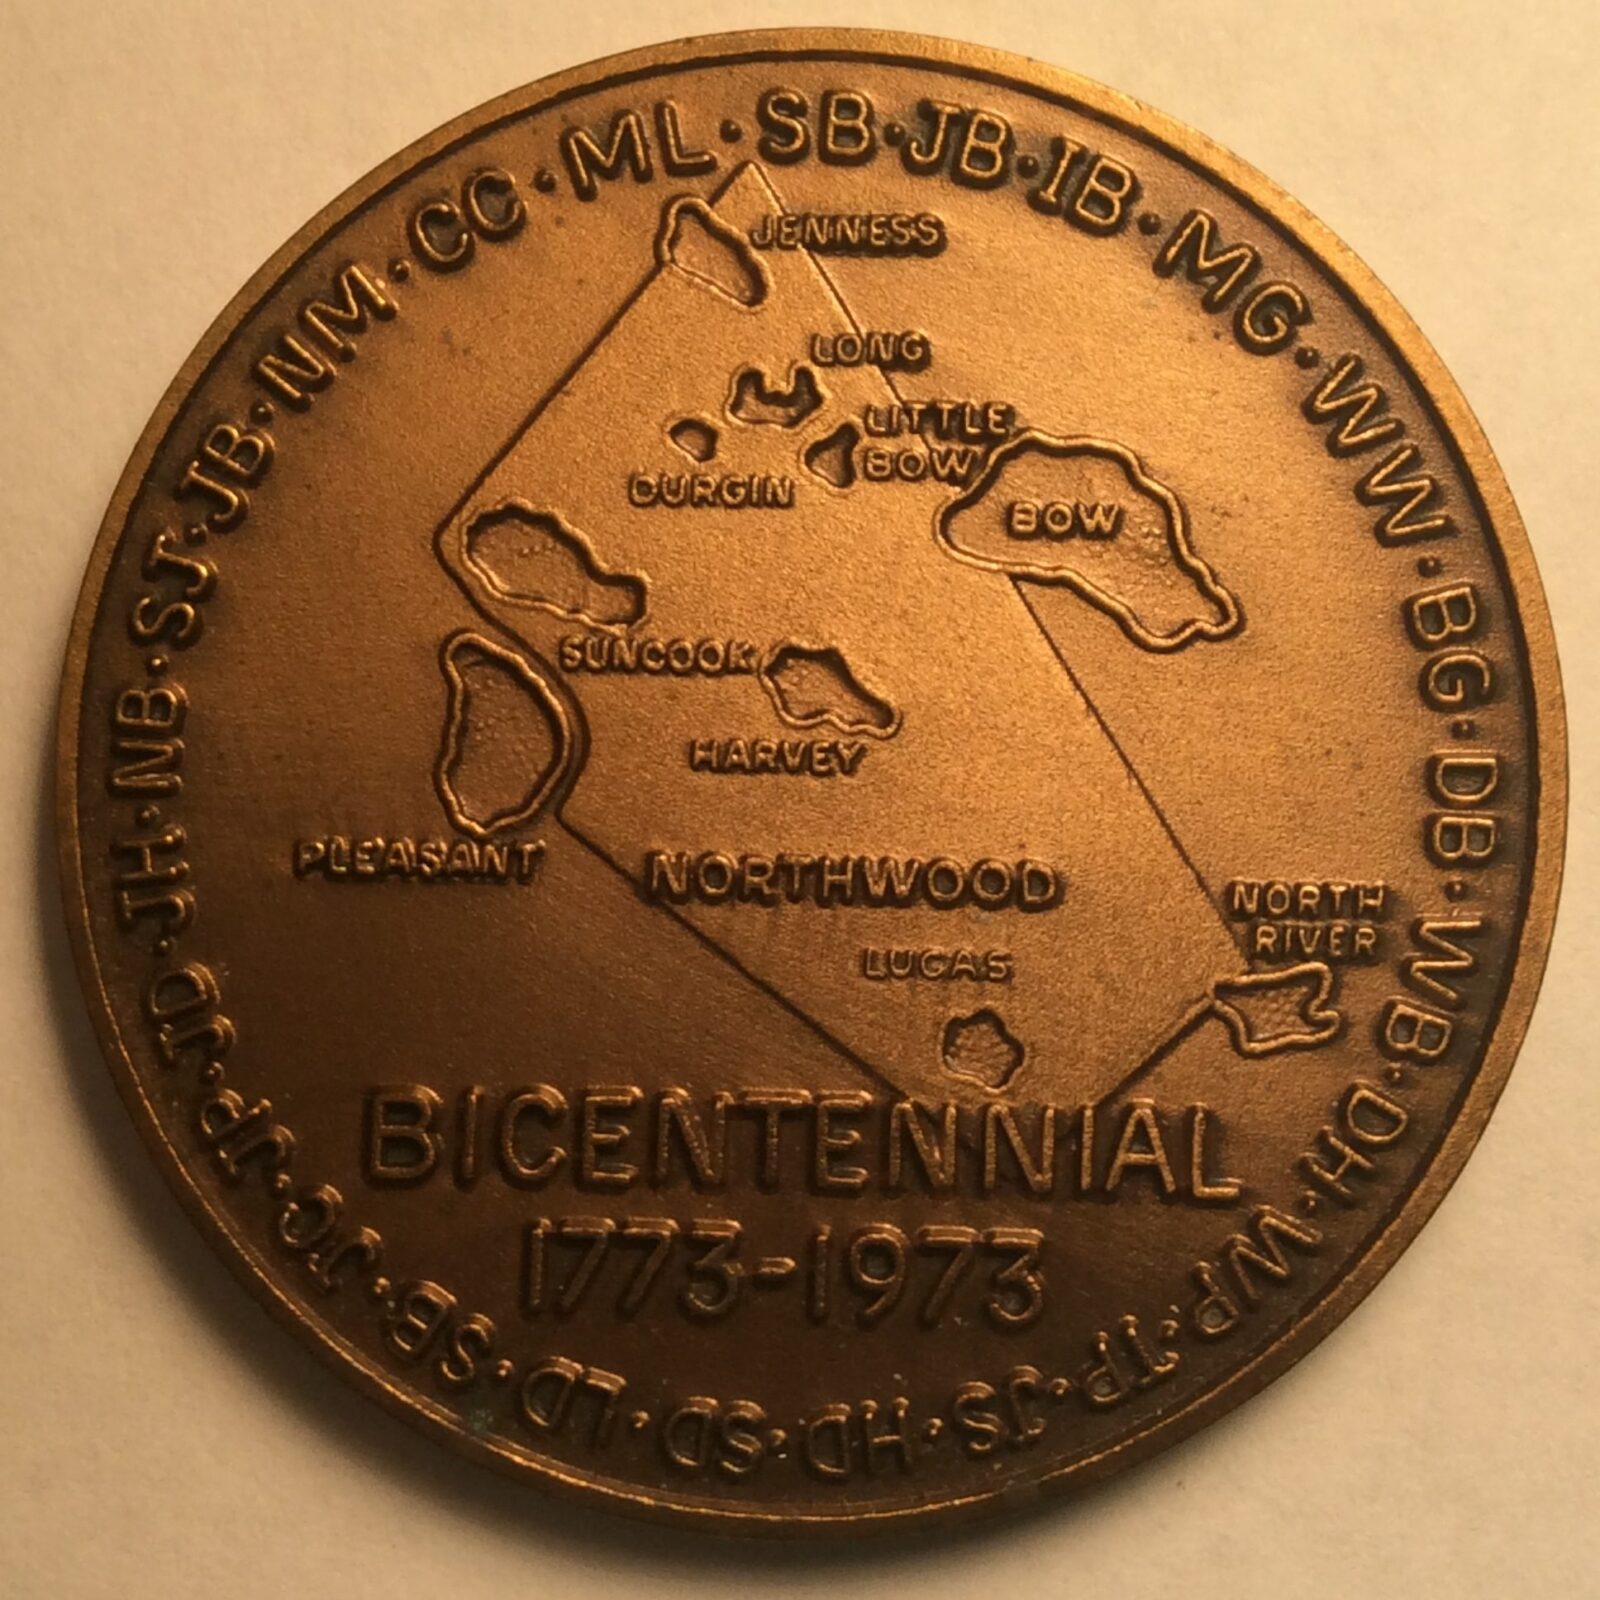 ML · SB · JB · IB · MG · WW · BG · DB · WB · DH · WP · TP · JS · HD · SD · LD · SB · JC · JP · JD · JH · NB · SJ · JB · NM · CC ·
JENNESS
LONG
LITTLE
BOW
BOW
DURGIN
SUNCOOK
HARVEY
PLEASANT
NORTHWOOD
NORTH
RIVER
LUCAS
BICENTENNIAL
1773-1973